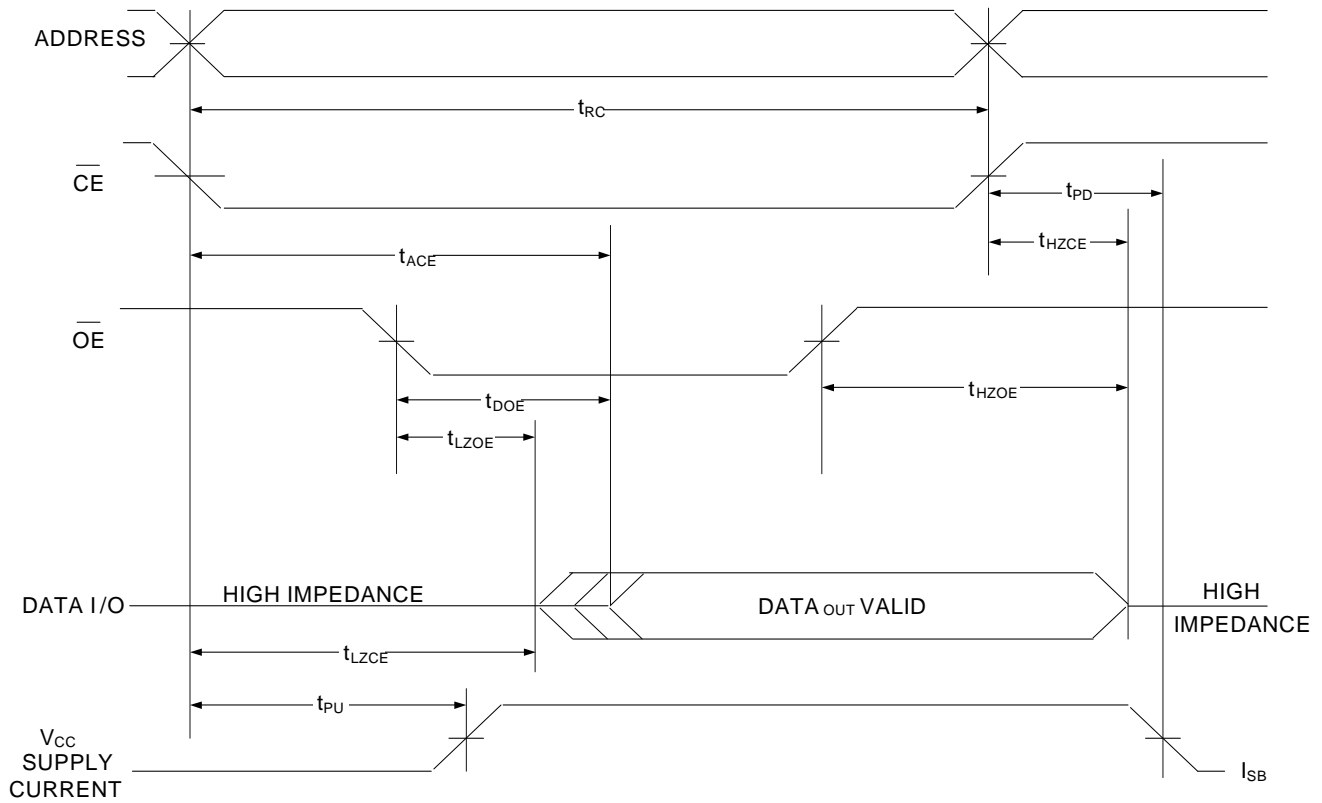 ADDRESS
tRC
CE
tPD
tHZCE
tACE
OE
tHZOE
tDOE
tLZOE
DATA I/O
HIGH IMPEDANCE
DATA OUT VALID
HIGH
IMPEDANCE
tLZCE
tPU
VCC
SUPPLY
CURRENT
ISB